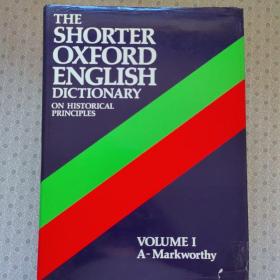 THE
SHORTER
OXFORD
ENGLISH
DICTIONARY
ON HISTORICAL
PRINCIPLES
VOLUME I
A-Markworthy